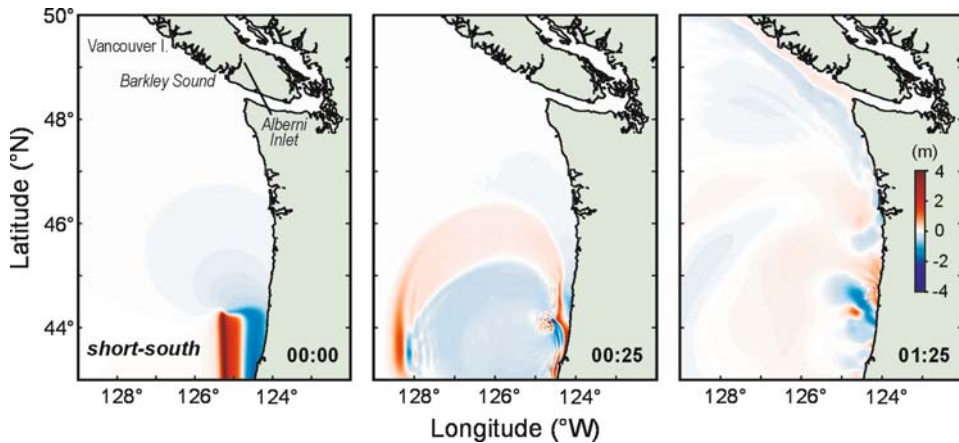 50°
Vancouver I.
Barkley Sound
48°
Alberni
Inlet
(m)
4
2
0
-2
-4
Latitude (°N)
46°
44°
short-south
00:00
00:25
01:25
128°
126°
124°
128°
126°
124°
128°
126°
124°
Longitude (°W)